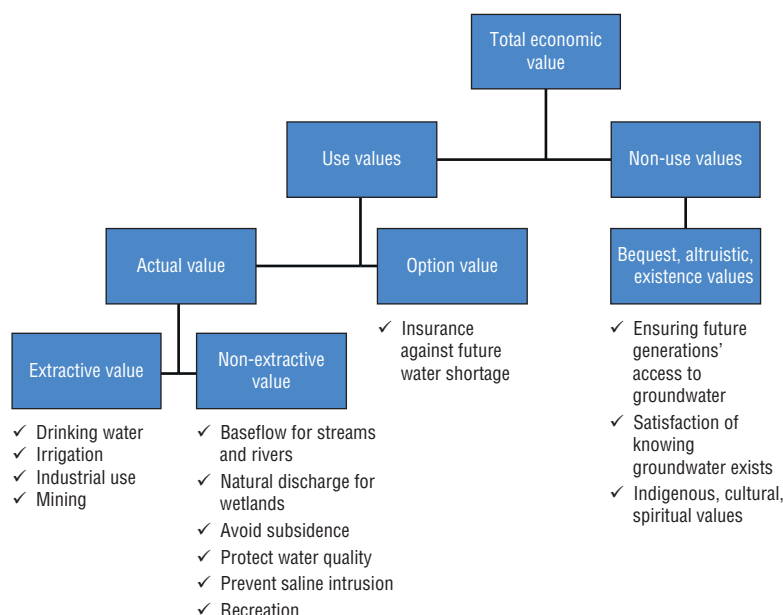 Total economic
value
Use values
Non-use values
Actual value
Option value
Bequest, altruistic,
existence values
✓ Insurance
against future
water shortage
✓ Ensuring future
generations’
access to
groundwater
✓ Satisfaction of
knowing
groundwater exists
✓ Indigenous, cultural,
spiritual values
Extractive value
Non-extractive
value
✓ Drinking water
✓ Irrigation
✓ Industrial use
✓ Mining
✓ Baseflow for streams
and rivers
✓ Natural discharge for
wetlands
✓ Avoid subsidence
✓ Protect water quality
✓ Prevent saline intrusion
✓ Recreation